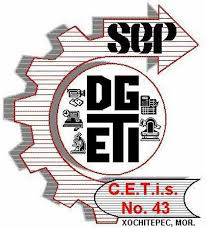 SEP
DG
ETI
C.E.T.i.s.
No. 43
XOCHITEPEC, MOR.